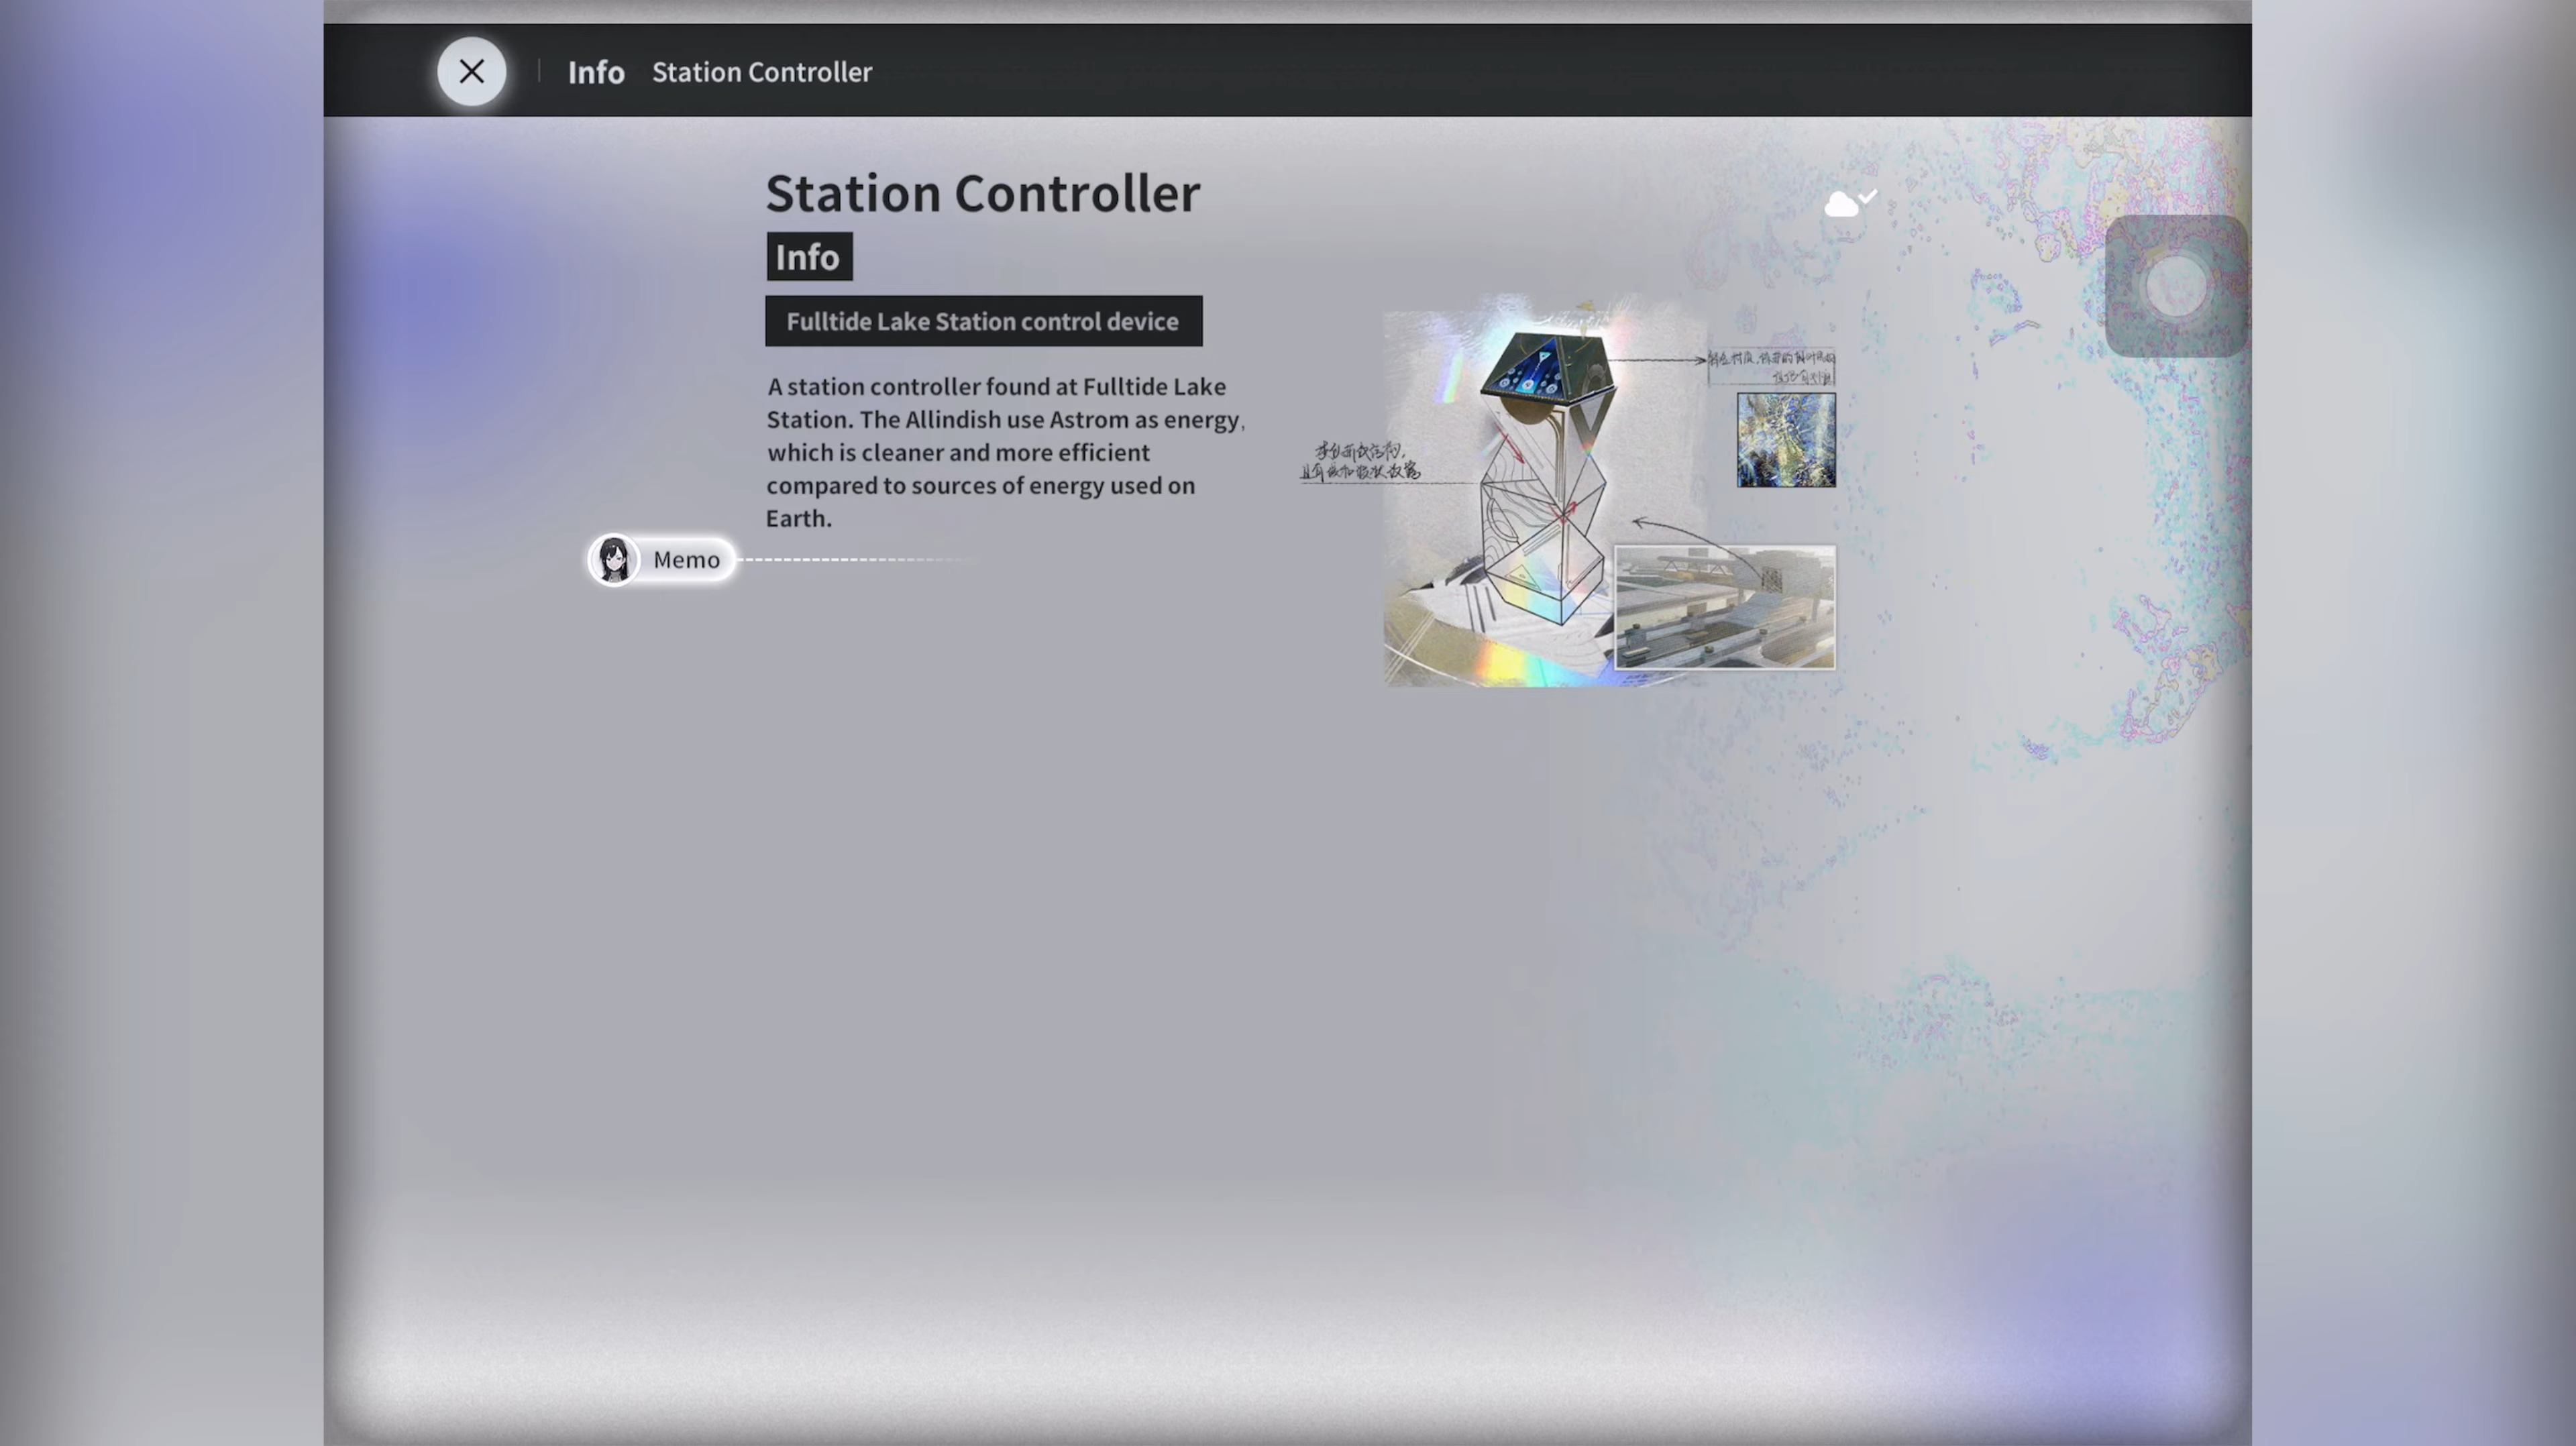 Info Station Controller
Station Controller
Info
Fulltide Lake Station control device
A station controller found at Fulltide Lake
Station. The Allindish use Astrom as energy,
which is cleaner and more efficient
compared to sources of energy used on
Earth.
Memo